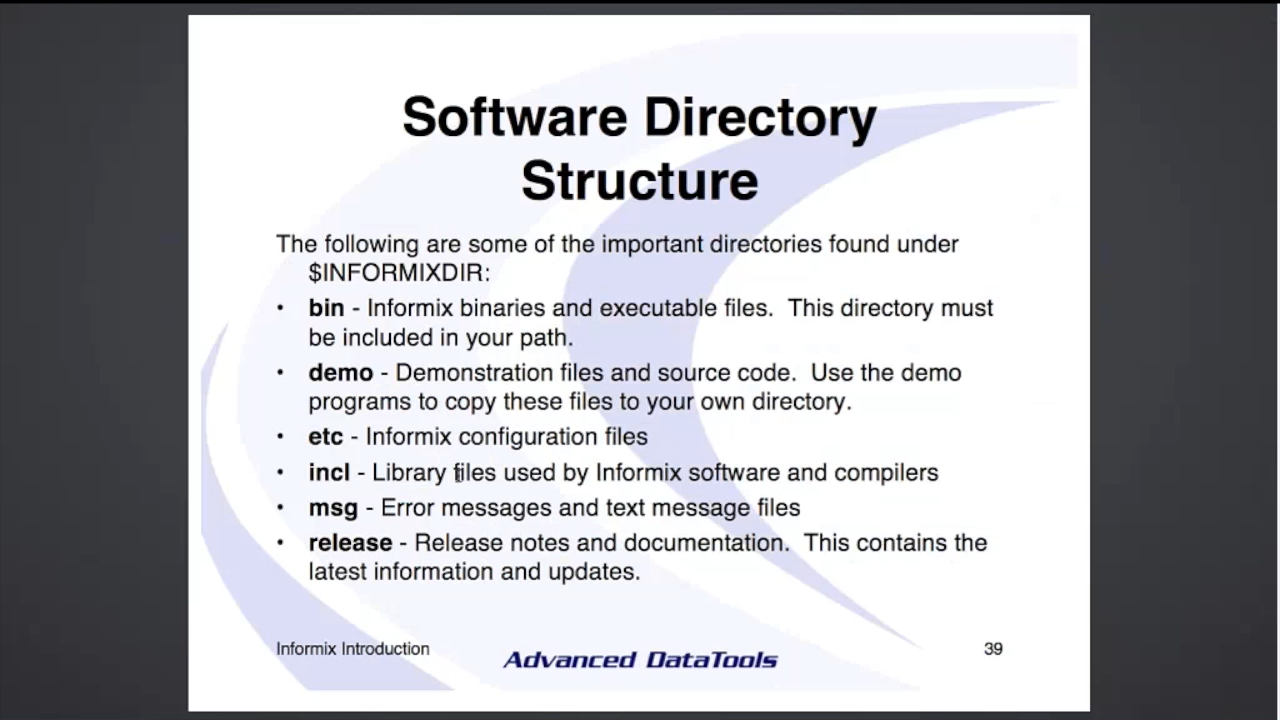 Software Directory
Structure
The following are some of the important directories found under
$INFORMIXDIR:
• bin - Informix binaries and executable files.  This directory must
be included in your path.
• demo - Demonstration files and source code.  Use the demo
programs to copy these files to your own directory.
• etc - Informix configuration files
• incl - Library files used by Informix software and compilers
• msg - Error messages and text message files
• release - Release notes and documentation.  This contains the
latest information and updates.
Informix Introduction
Advanced DataTools
39